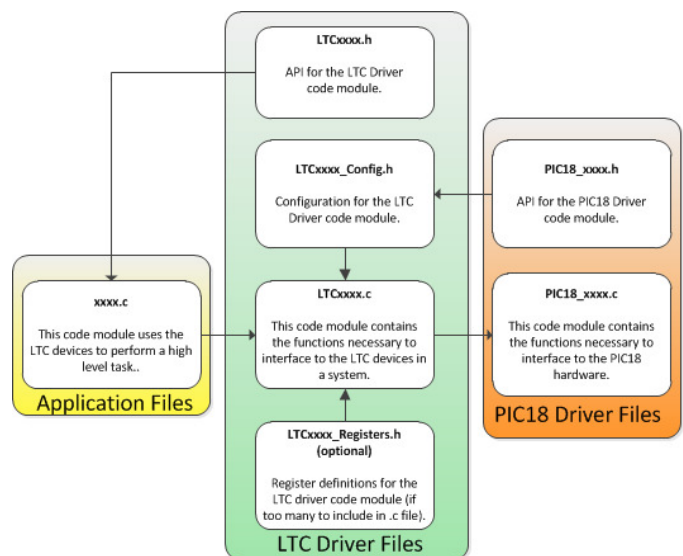 LTCxxxx.h
API for the LTC Driver
code module.
LTCxxxx_Config.h
Configuration for the LTC
Driver code module.
PIC18_xxxx.h
API for the PIC18 Driver
code module.
xxxx.c
This code module uses the
LTC devices to perform a high
level task..
Application Files
LTCxxxx.c
This code module contains
the functions necessary to
interface to the LTC devices in
a system.
PIC18_xxxx.c
This code module contains
the functions necessary to
interface to the PIC18
hardware.
PIC18 Driver Files
LTCxxxx_Registers.h
(optional)
Register definitions for the
LTC driver code module (if
too many to include in .c file).
LTC Driver Files